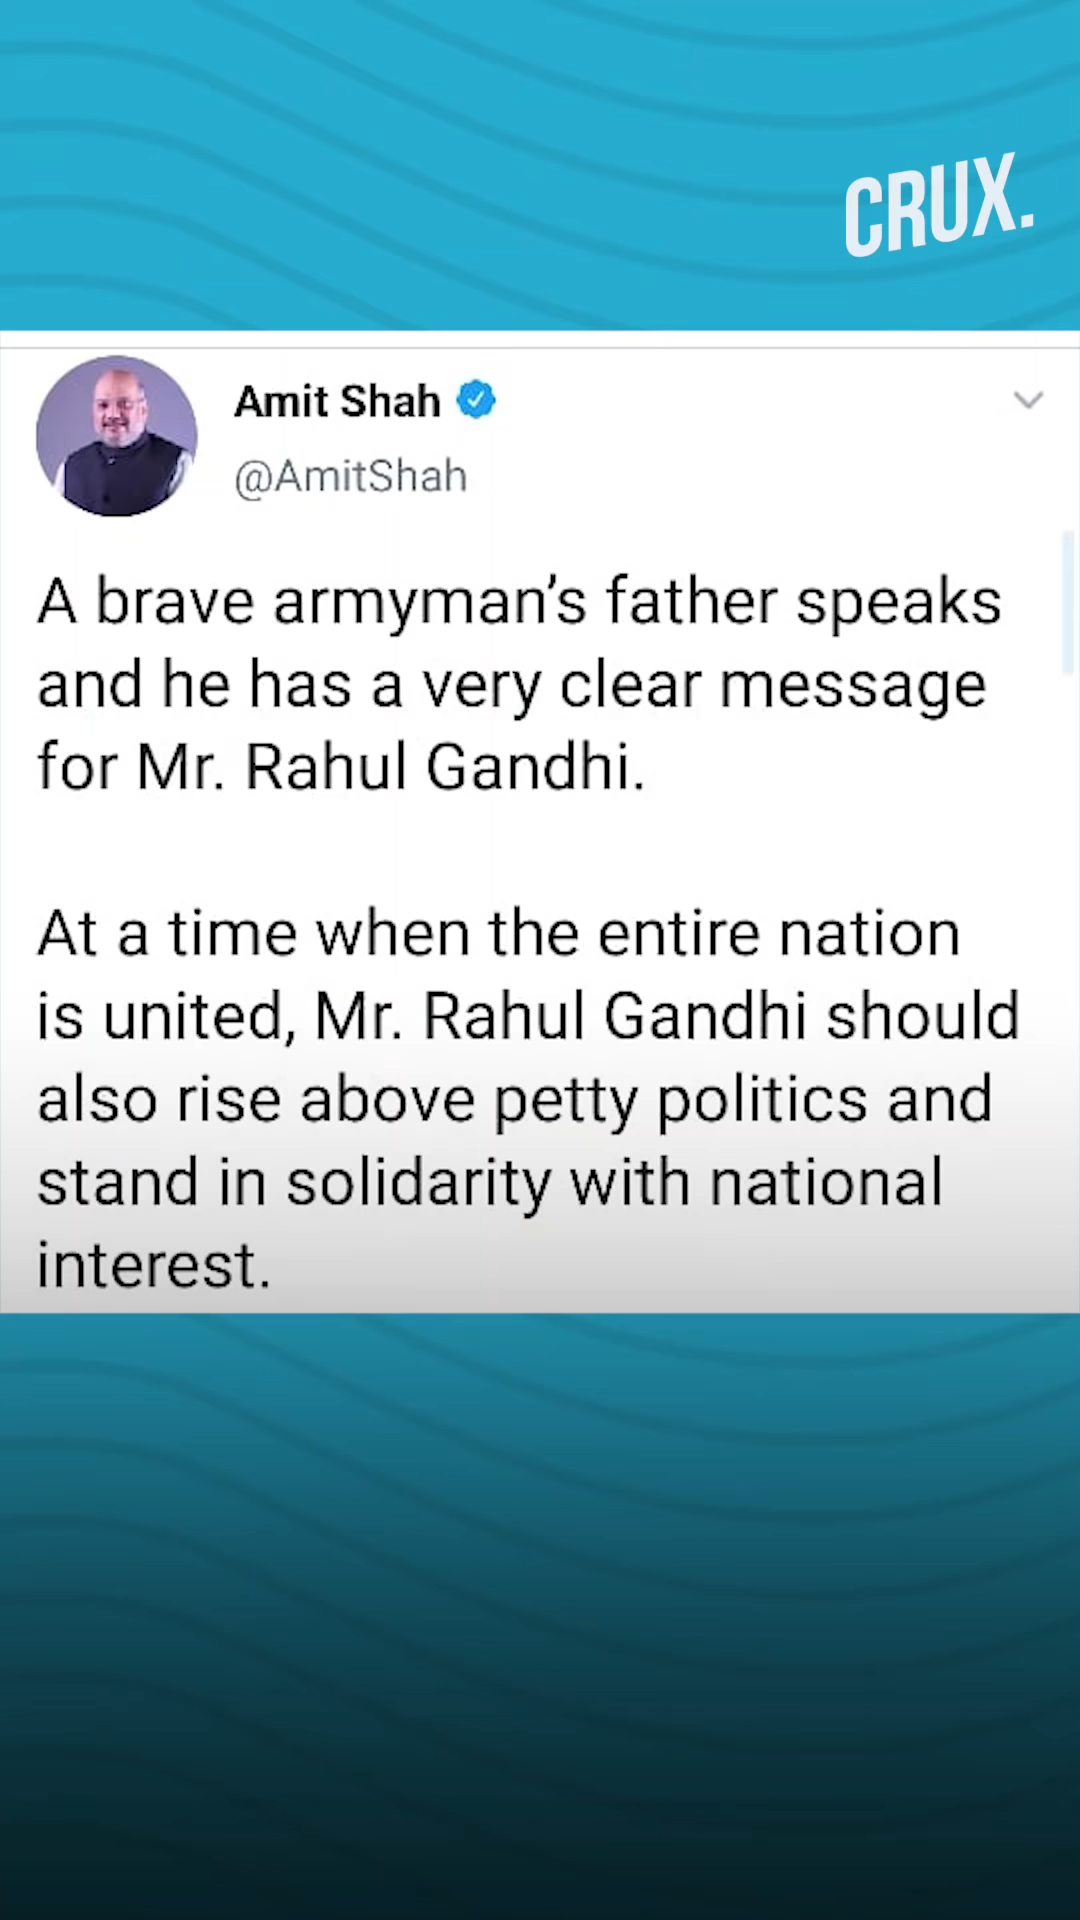 CRUX.
Amit Shah
@AmitShah
A brave armyman’s father speaks
and he has a very clear message
for Mr. Rahul Gandhi.
At a time when the entire nation
is united, Mr. Rahul Gandhi should
also rise above petty politics and
stand in solidarity with national
interest.